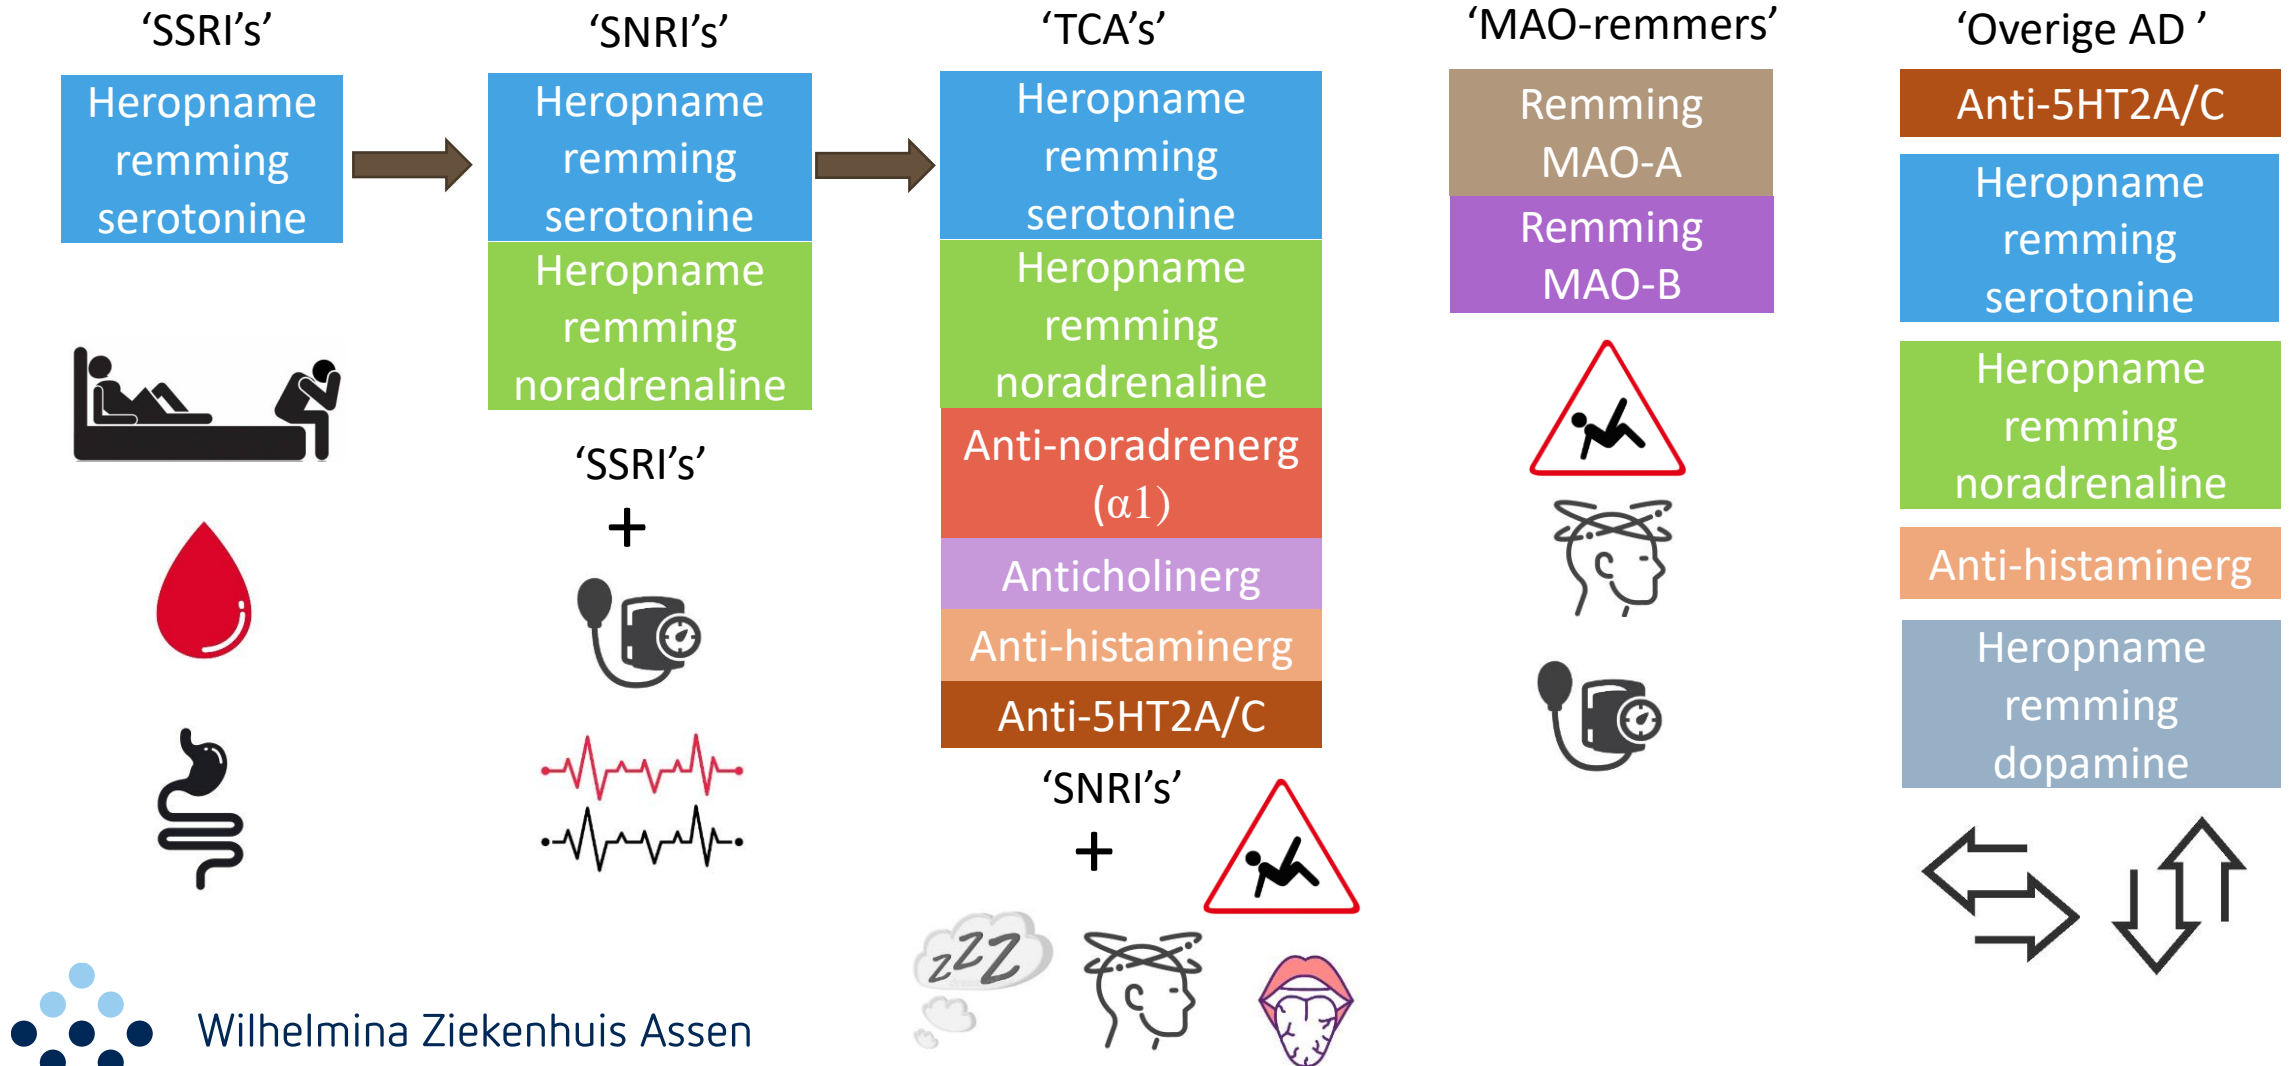 ‘SSRI’s’
Heropname
remming
serotonine
‘SNRI’s’
Heropname
remming
serotonine
Heropname
remming
noradrenaline
‘SSRI’s’
+
‘TCA’s’
Heropname
remming
serotonine
Heropname
remming
noradrenaline
Anti-noradrenerg
(α1)
Anticholinerg
Anti-histaminerg
Anti-5HT2A/C
‘SNRI’s’
+
zzZ
‘MAO-remmers’
Remming
MAO-A
Remming
MAO-B
‘Overige AD ’
Anti-5HT2A/C
Heropname
remming
serotonine
Heropname
remming
noradrenaline
Anti-histaminerg
Heropname
remming
dopamine
Wilhelmina Ziekenhuis Assen